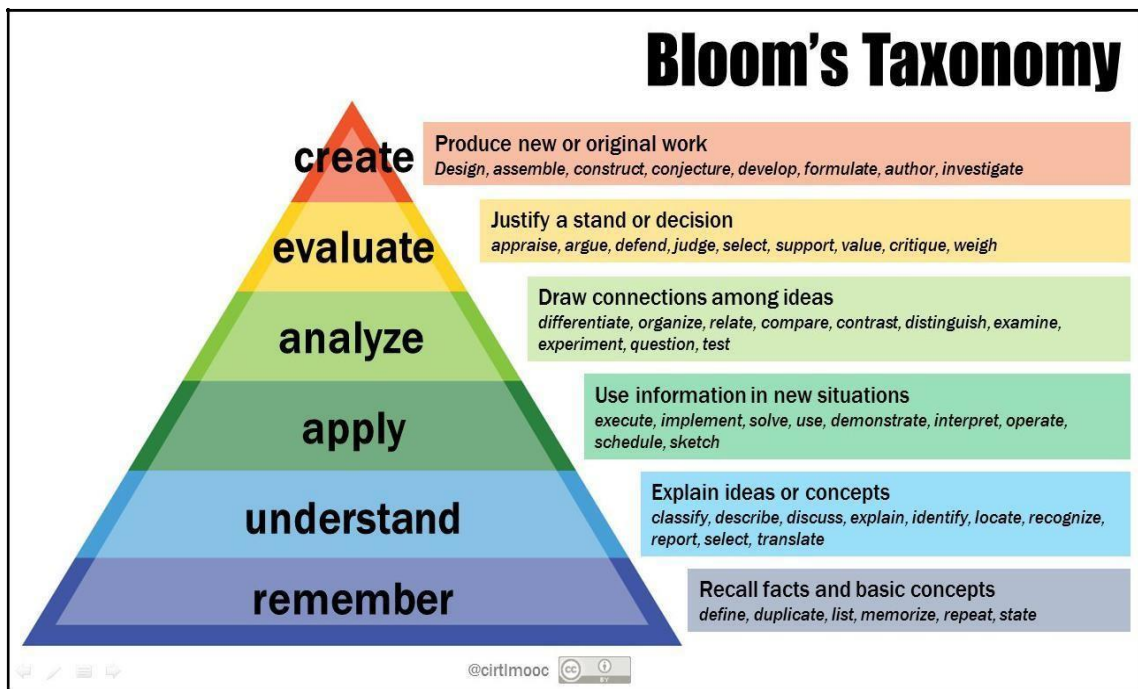 Bloom's Taxonomy
create
Produce new or original work
Design, assemble, construct, conjecture, develop, formulate, author, investigate
evaluate
Justify a stand or decision
appraise, argue, defend, judge, select, support, value, critique, weigh
analyze
Draw connections among ideas
differentiate, organize, relate, compare, contrast, distinguish, examine,
experiment, question, test
apply
Use information in new situations
execute, implement, solve, use, demonstrate, interpret, operate,
schedule, sketch
understand
Explain ideas or concepts
classify, describe, discuss, explain, identify, locate, recognize,
report, select, translate
remember
Recall facts and basic concepts
define, duplicate, list, memorize, repeat, state
@cirtlmooc cc BY